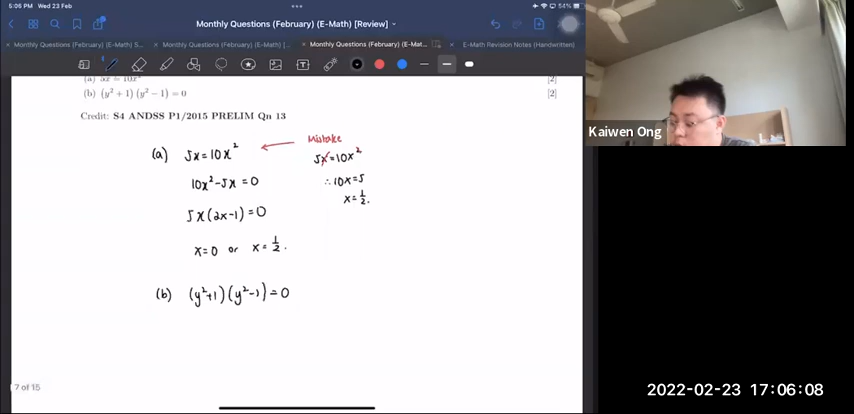 5:06 PM Wed 23 Feb
54%
Monthly Questions (February) (E-Math) [Review]
Monthly Questions (February) (E-Math) S...
Monthly Questions (February) (E-Math) [...
Monthly Questions (February) (E-Mat...
E-Math Revision Notes (Handwritten)
(a) 5x = 10x² [2]
(b) (y² + 1) (y² − 1) = 0 [2]
Credit: S4 ANDSS P1/2015 PRELIM Qn 13
(a) 5x = 10x²
10x² - 5x = 0
5x (2x - 1) = 0
x = 0 or x = 1/2.
Mistake
5x = 10x²
∴ 10x = 5
x = 1/2.
(b) (y²+1) (y²-1) = 0
7 of 15
Kaiwen Ong
2022-02-23 17:06:08